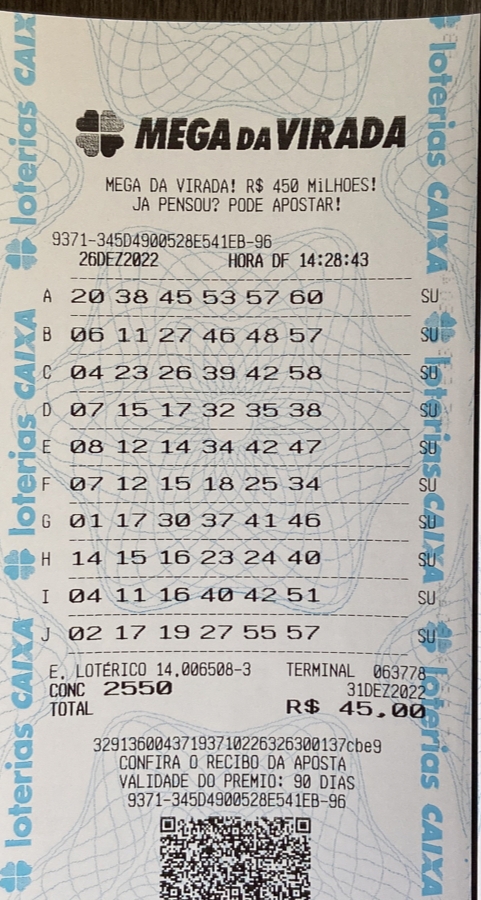 MEGA DA VIRADA
MEGA DA VIRADA! R$ 450 MiLHOES!
JA PENSOU? PODE APOSTAR!
9371-345D4900528E541EB-96
26DEZ2022 HORA DF 14:28:43
A 20 38 45 53 57 60 SU
B 06 11 27 46 48 57 SU
C 04 23 26 39 42 58 SU
D 07 15 17 32 35 38 SU
E 08 12 14 34 42 47 SU
F 07 12 15 18 25 34 SU
G 01 17 30 37 41 46 SU
H 14 15 16 23 24 40 SU
I 04 11 16 40 42 51 SU
J 02 17 19 27 55 57 SU
E. LOTÉRICO 14.006508-3 TERMINAL 063778
CONC 2550 31DEZ2022
TOTAL R$ 45,00
32913600437193710226326300137cbe9
CONFIRA O RECIBO DA APOSTA
VALIDADE DO PREMIO: 90 DIAS
9371-345D4900528E541EB-96
loterias CAIXA
loterias CAIXA
loterias CAIXA
loterias CAIXA
CAIXA
loterias CAIXA